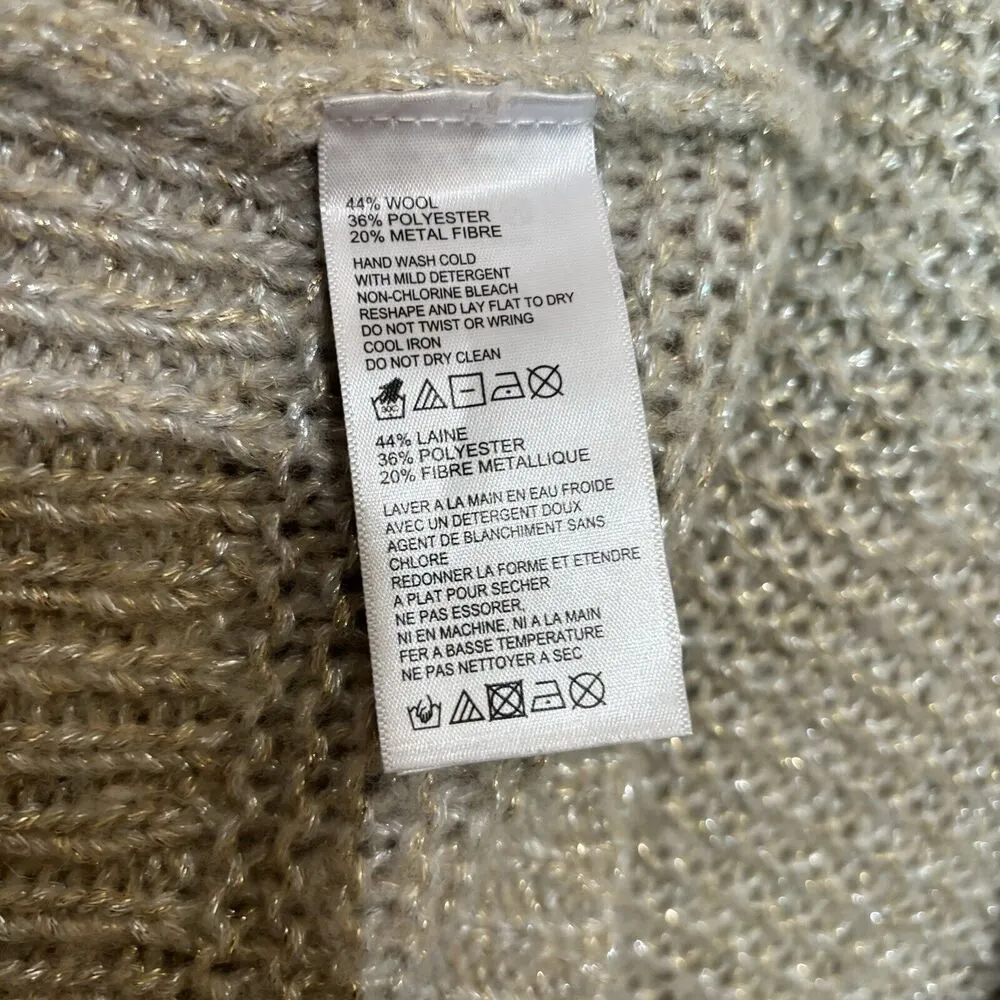 44% WOOL
36% POLYESTER
20% METAL FIBRE
HAND WASH COLD
WITH MILD DETERGENT
NON-CHLORINE BLEACH
RESHAPE AND LAY FLAT TO DRY
DO NOT TWIST OR WRING
COOL IRON
DO NOT DRY CLEAN
44% LAINE
36% POLYESTER
20% FIBRE METALLIQUE
LAVER A LA MAIN EN EAU FROIDE
AVEC UN DETERGENT DOUX
AGENT DE BLANCHIMENT SANS
CHLORE
REDONNER LA FORME ET ETENDRE
A PLAT POUR SECHER
NE PAS ESSORER,
NI EN MACHINE, NI A LA MAIN
FER A BASSE TEMPERATURE
NE PAS NETTOYER A SEC